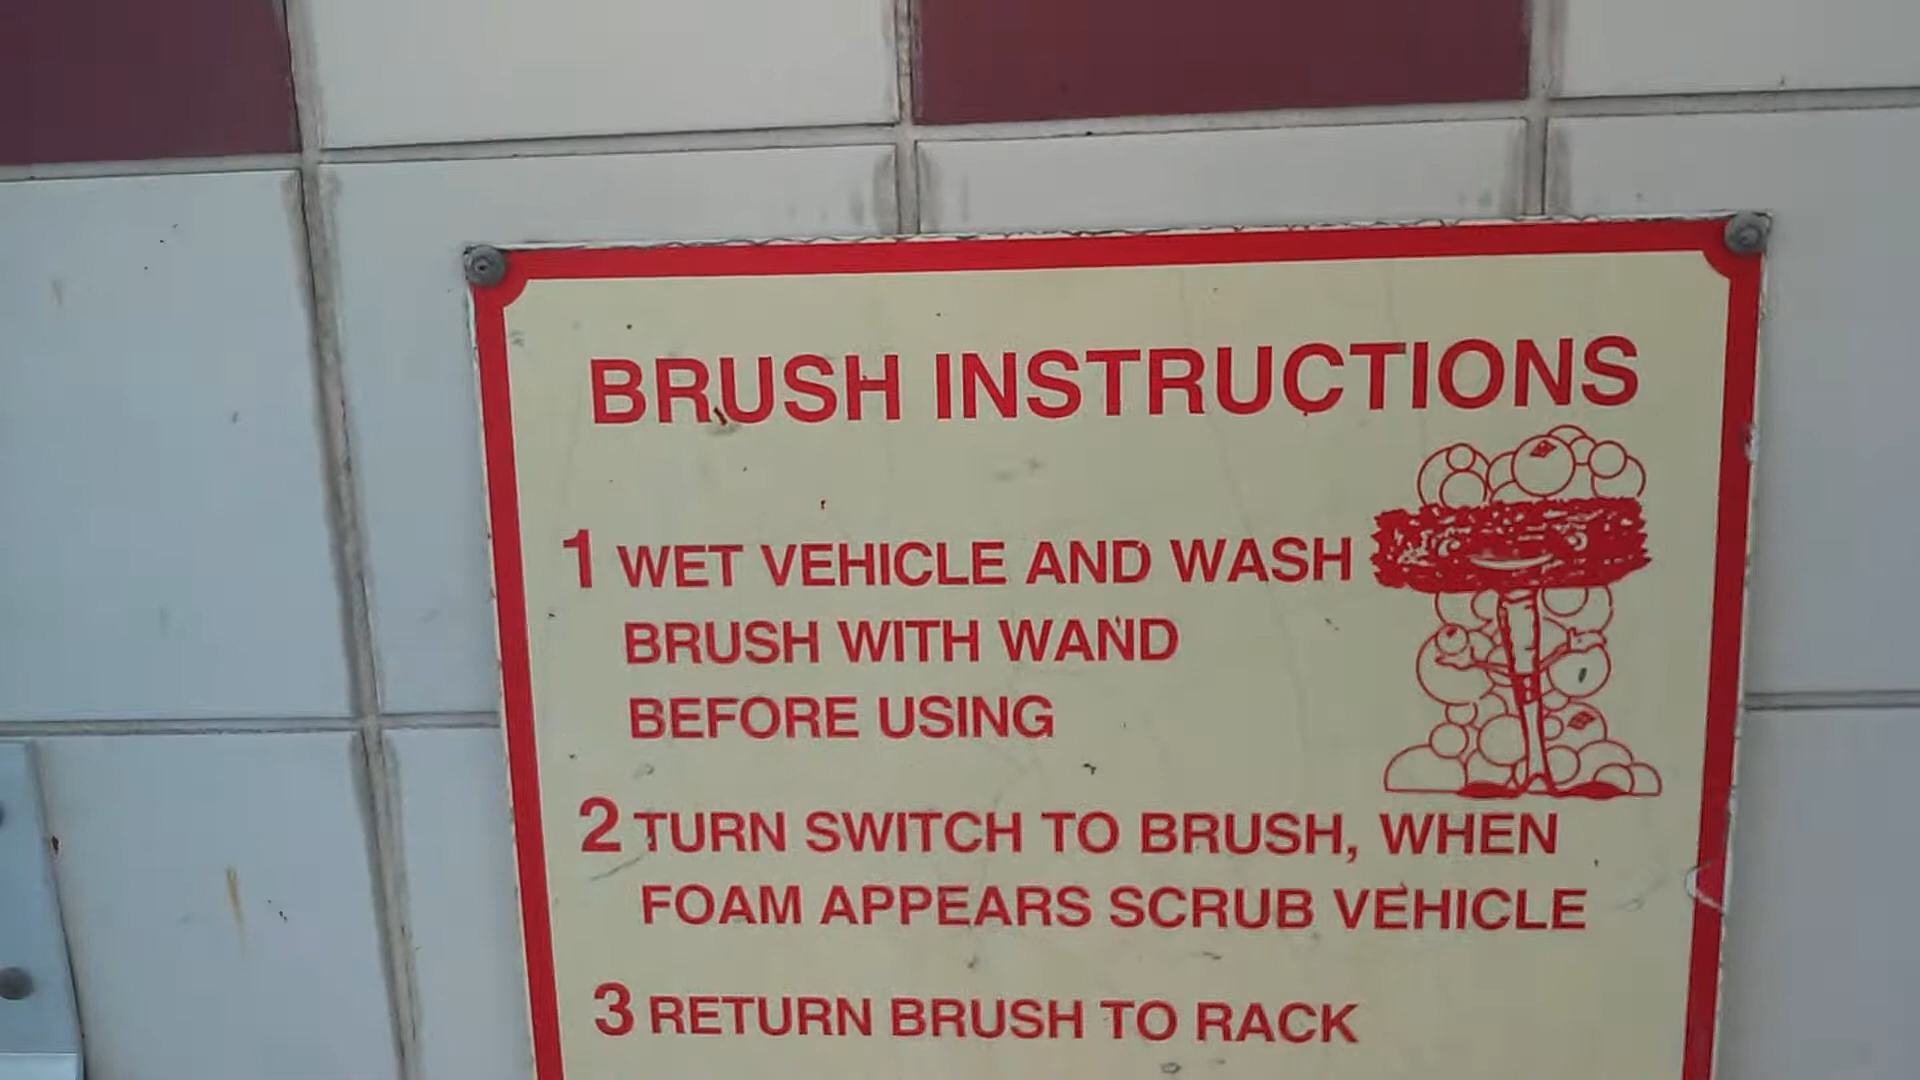 BRUSH INSTRUCTIONS
1 WET VEHICLE AND WASH
BRUSH WITH WAND
BEFORE USING
2 TURN SWITCH TO BRUSH, WHEN
FOAM APPEARS SCRUB VEHICLE
3 RETURN BRUSH TO RACK